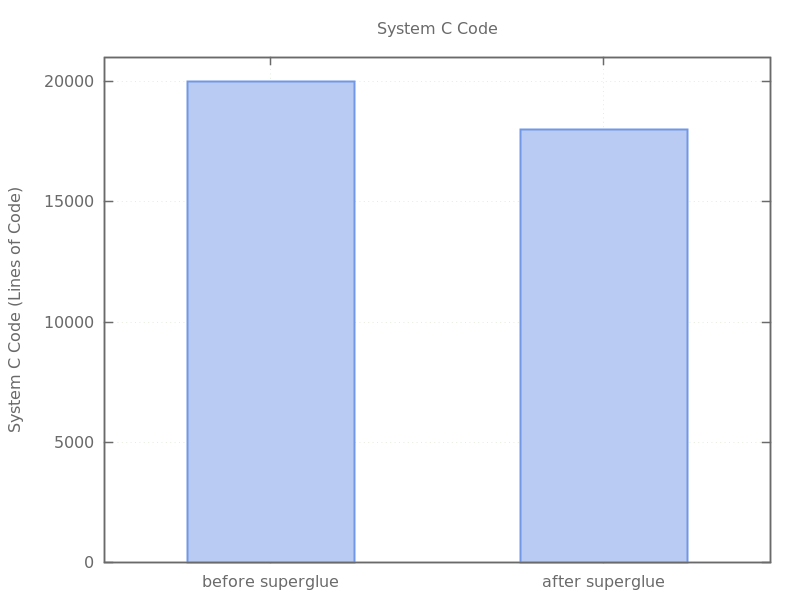 System C Code
System C Code (Lines of Code)
20000
15000
10000
5000
0
before superglue
after superglue